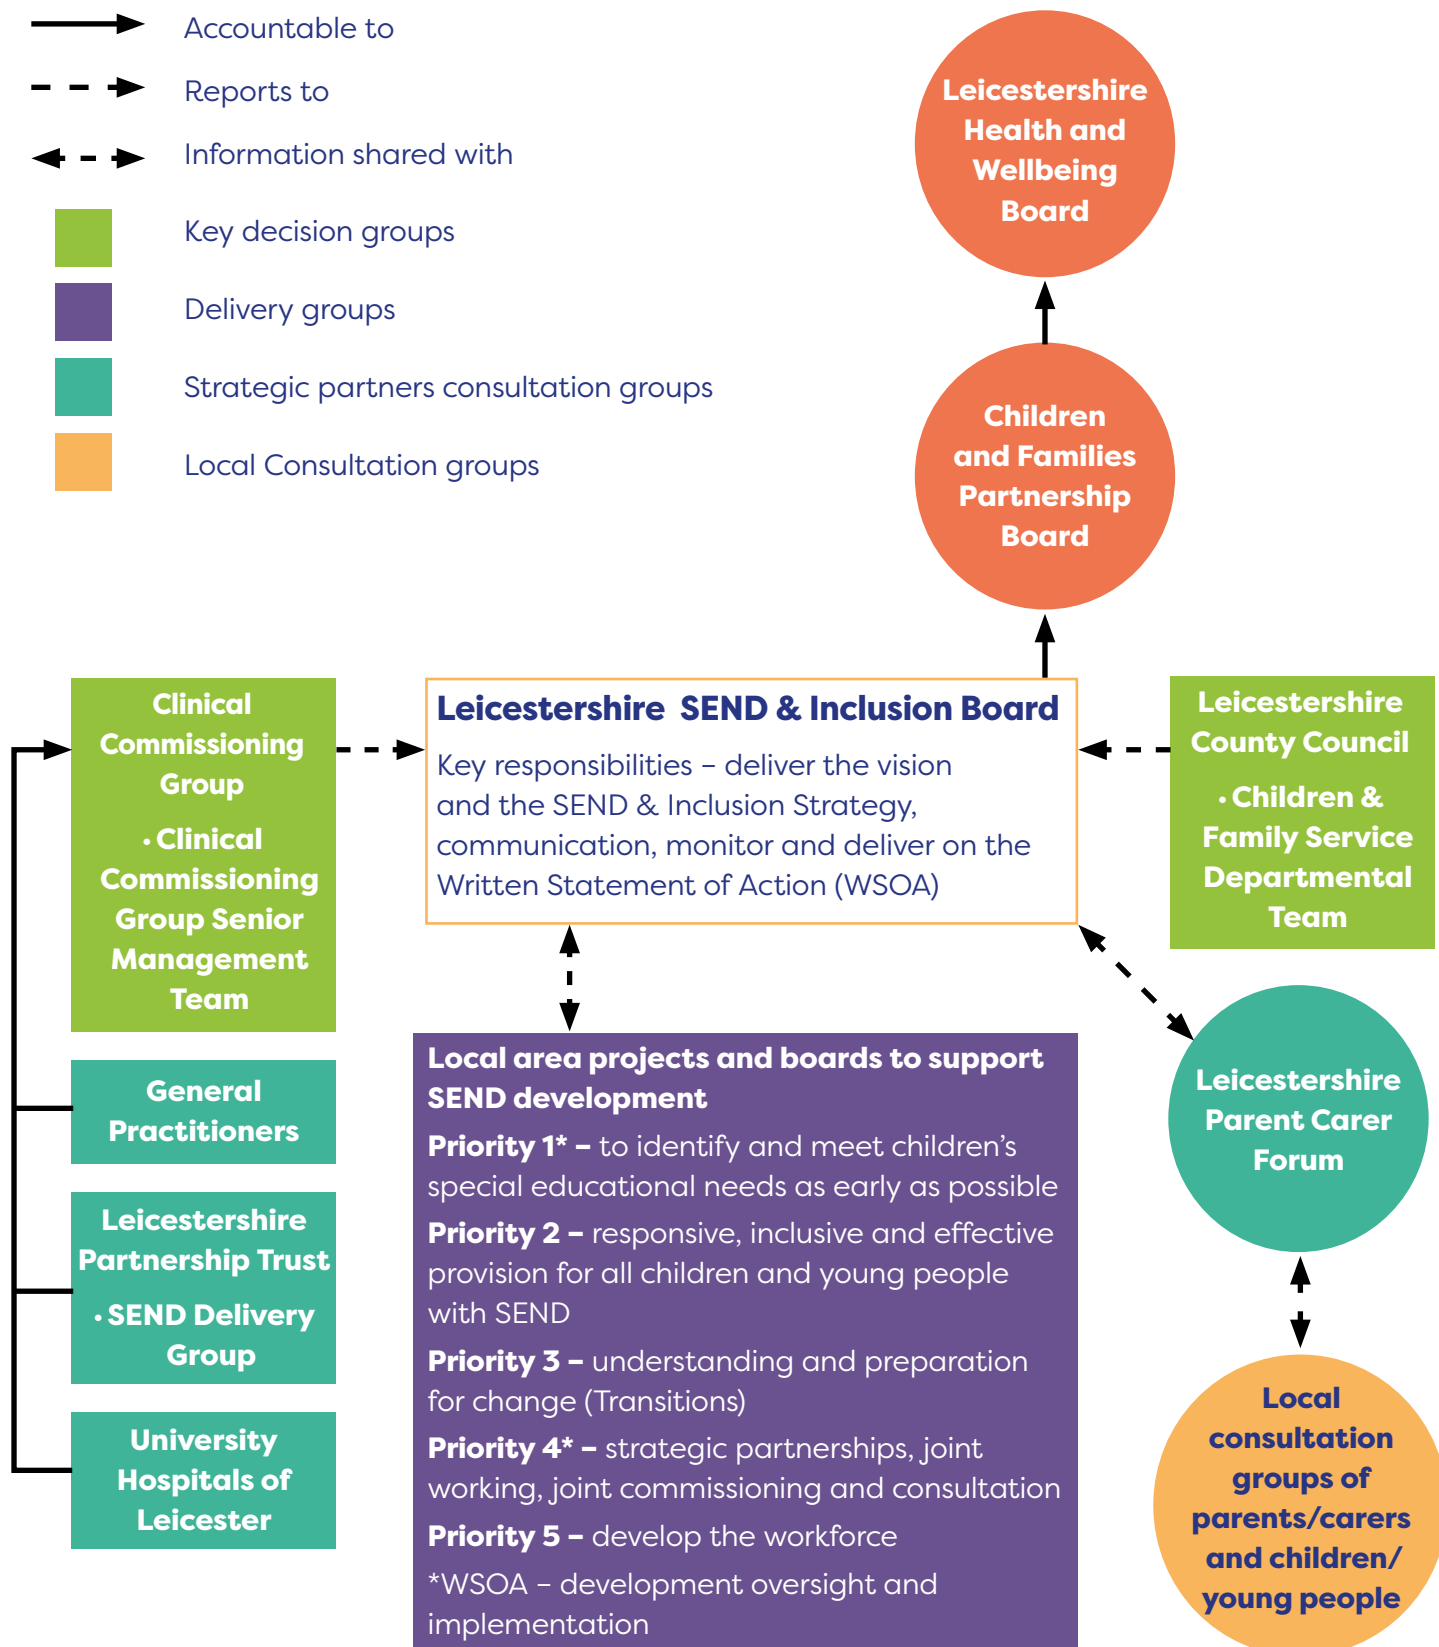 Accountable to
Reports to
Information shared with
Key decision groups
Delivery groups
Strategic partners consultation groups
Local Consultation groups
Leicestershire
Health and
Wellbeing
Board
Children
and Families
Partnership
Board
Clinical
Commissioning
Group
• Clinical
Commissioning
Group Senior
Management
Team
General
Practitioners
Leicestershire
Partnership Trust
• SEND Delivery
Group
University
Hospitals of
Leicester
Leicestershire SEND & Inclusion Board
Key responsibilities – deliver the vision
and the SEND & Inclusion Strategy,
communication, monitor and deliver on the
Written Statement of Action (WSOA)
Local area projects and boards to support
SEND development
Priority 1* – to identify and meet children’s
special educational needs as early as possible
Priority 2 – responsive, inclusive and effective
provision for all children and young people
with SEND
Priority 3 – understanding and preparation
for change (Transitions)
Priority 4* – strategic partnerships, joint
working, joint commissioning and consultation
Priority 5 – develop the workforce
*WSOA – development oversight and
implementation
Leicestershire
County Council
• Children &
Family Service
Departmental
Team
Leicestershire
Parent Carer
Forum
Local
consultation
groups of
parents/carers
and children/
young people